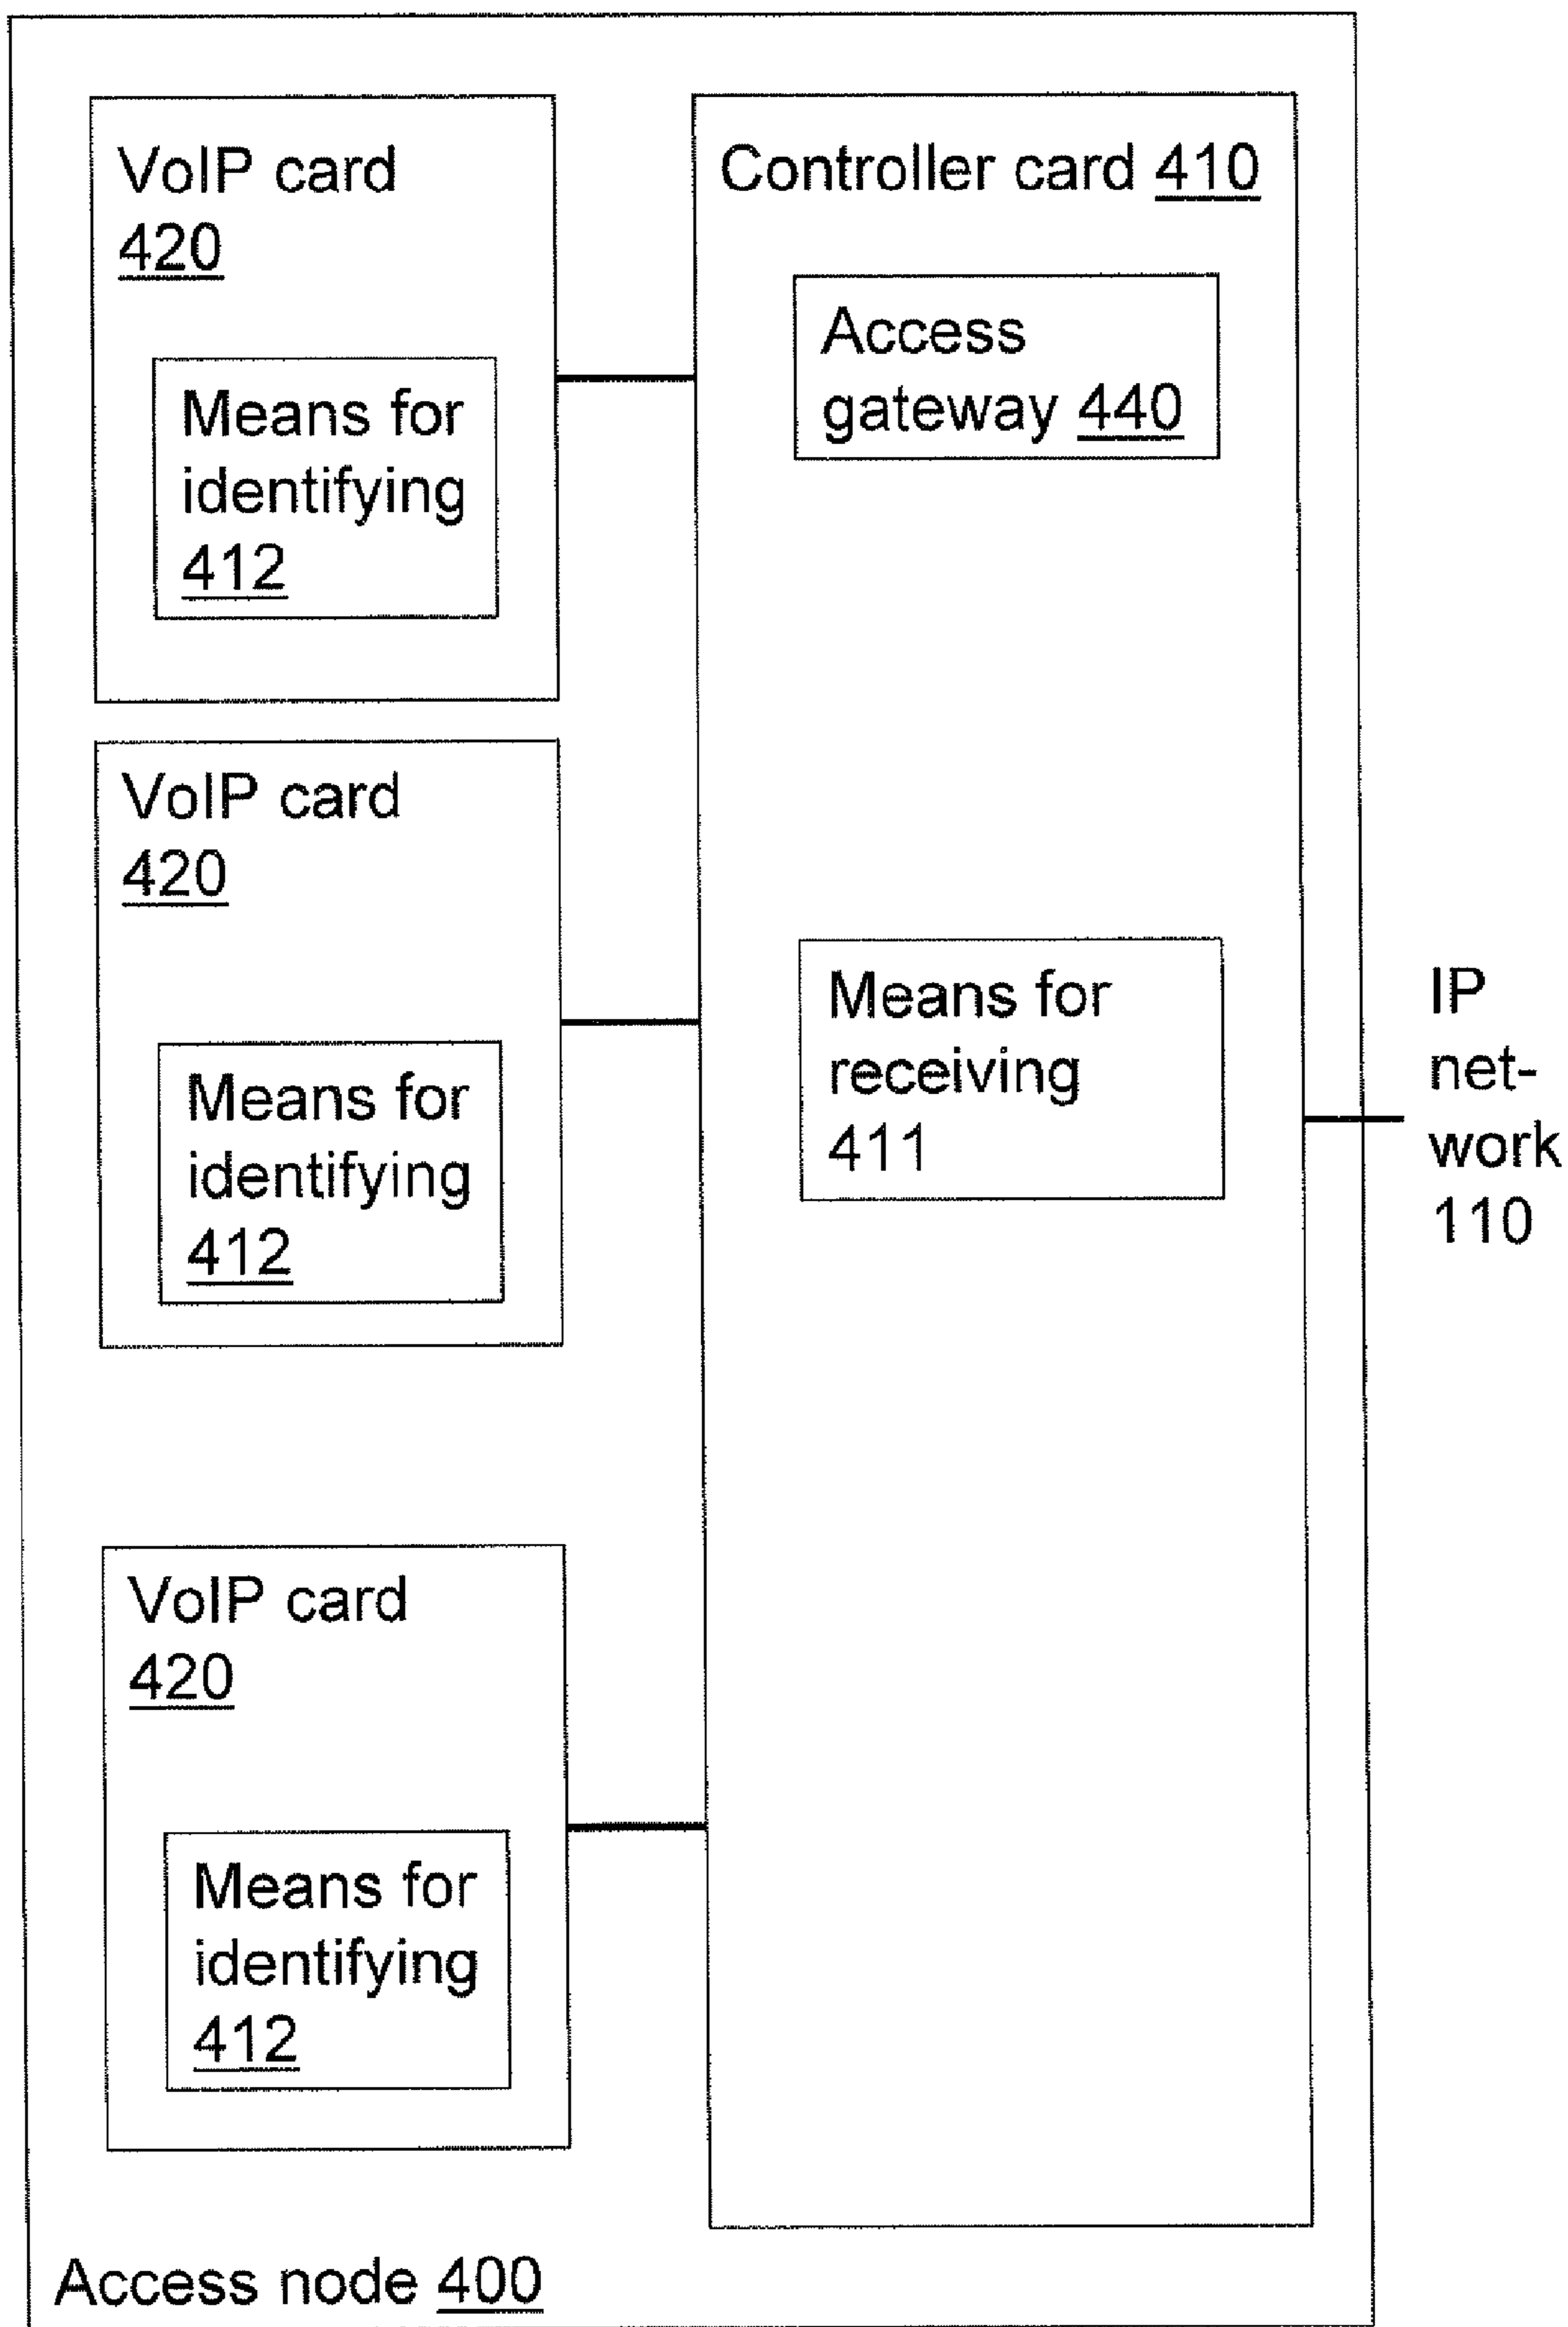 VoIP card
420
Means for
identifying
412
VoIP card
420
Means for
identifying
412
VoIP card
420
Means for
identifying
412
Controller card 410
Access
gateway 440
Means for
receiving
411
IP
net-
work
110
Access node 400